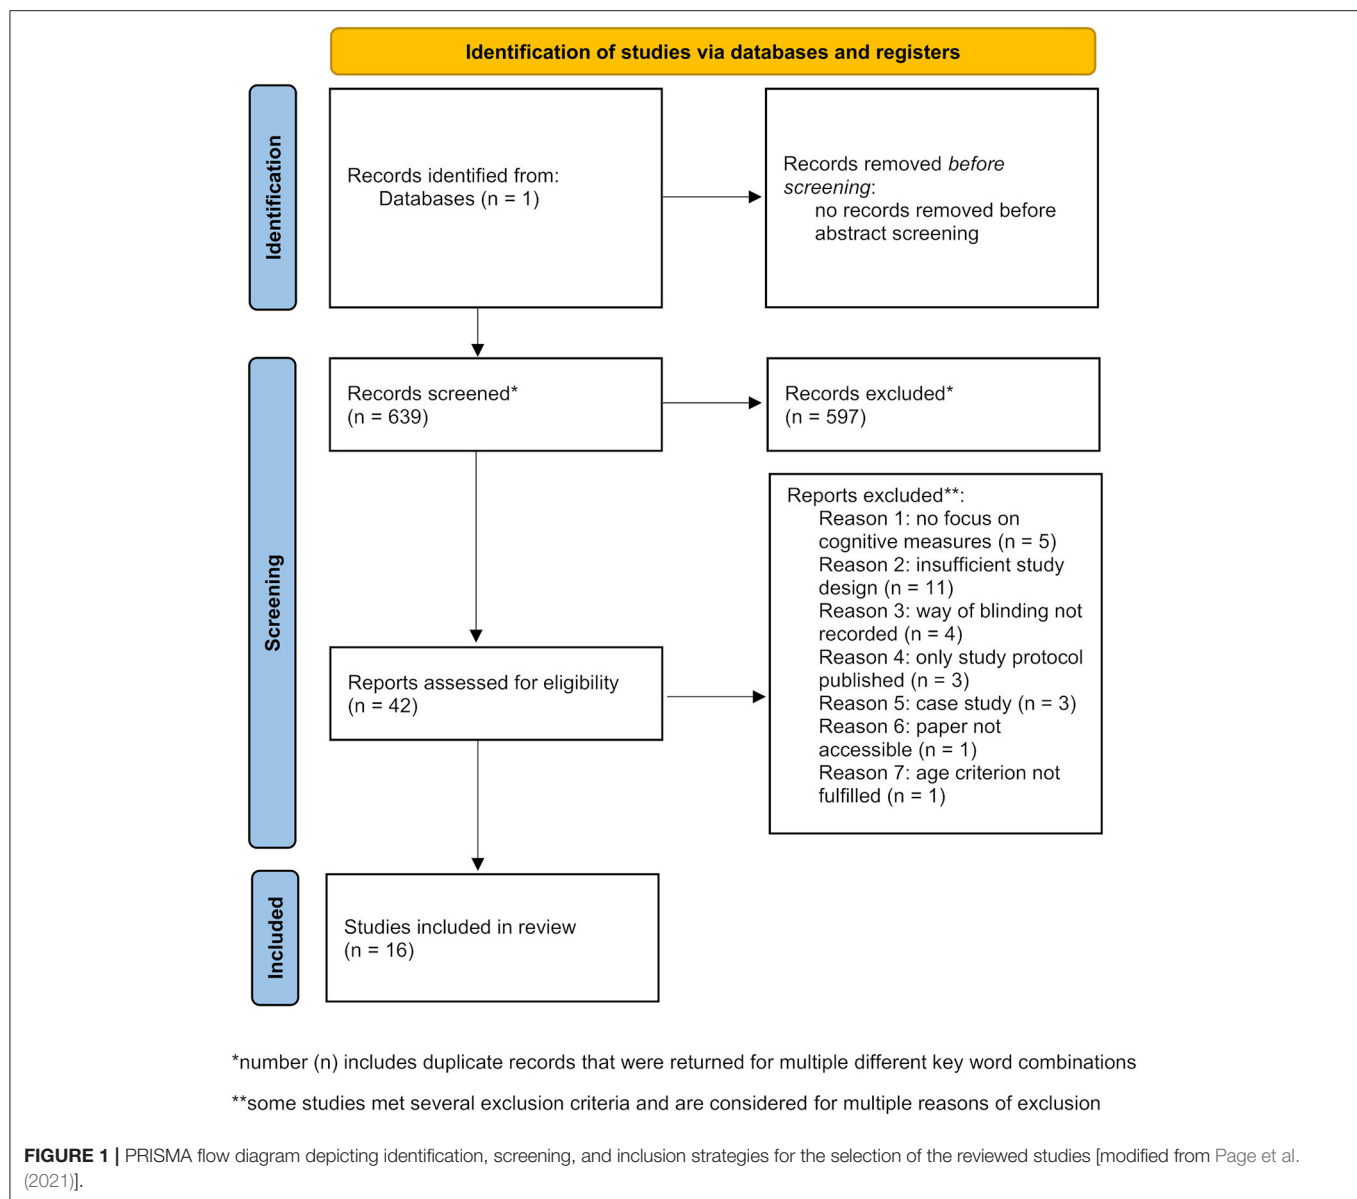 Identification of studies via databases and registers
Identification
Records identified from:
Databases (n = 1)
Records removed before
screening:
no records removed before
abstract screening
Screening
Records screened*
(n = 639)
Records excluded*
(n = 597)
Reports assessed for eligibility
(n = 42)
Reports excluded**:
Reason 1: no focus on
cognitive measures (n = 5)
Reason 2: insufficient study
design (n = 11)
Reason 3: way of blinding not
recorded (n = 4)
Reason 4: only study protocol
published (n = 3)
Reason 5: case study (n = 3)
Reason 6: paper not
accessible (n = 1)
Reason 7: age criterion not
fulfilled (n = 1)
Included
Studies included in review
(n = 16)
*number (n) includes duplicate records that were returned for multiple different key word combinations
**some studies met several exclusion criteria and are considered for multiple reasons of exclusion
FIGURE 1 | PRISMA flow diagram depicting identification, screening, and inclusion strategies for the selection of the reviewed studies [modified from Page et al.
(2021)].